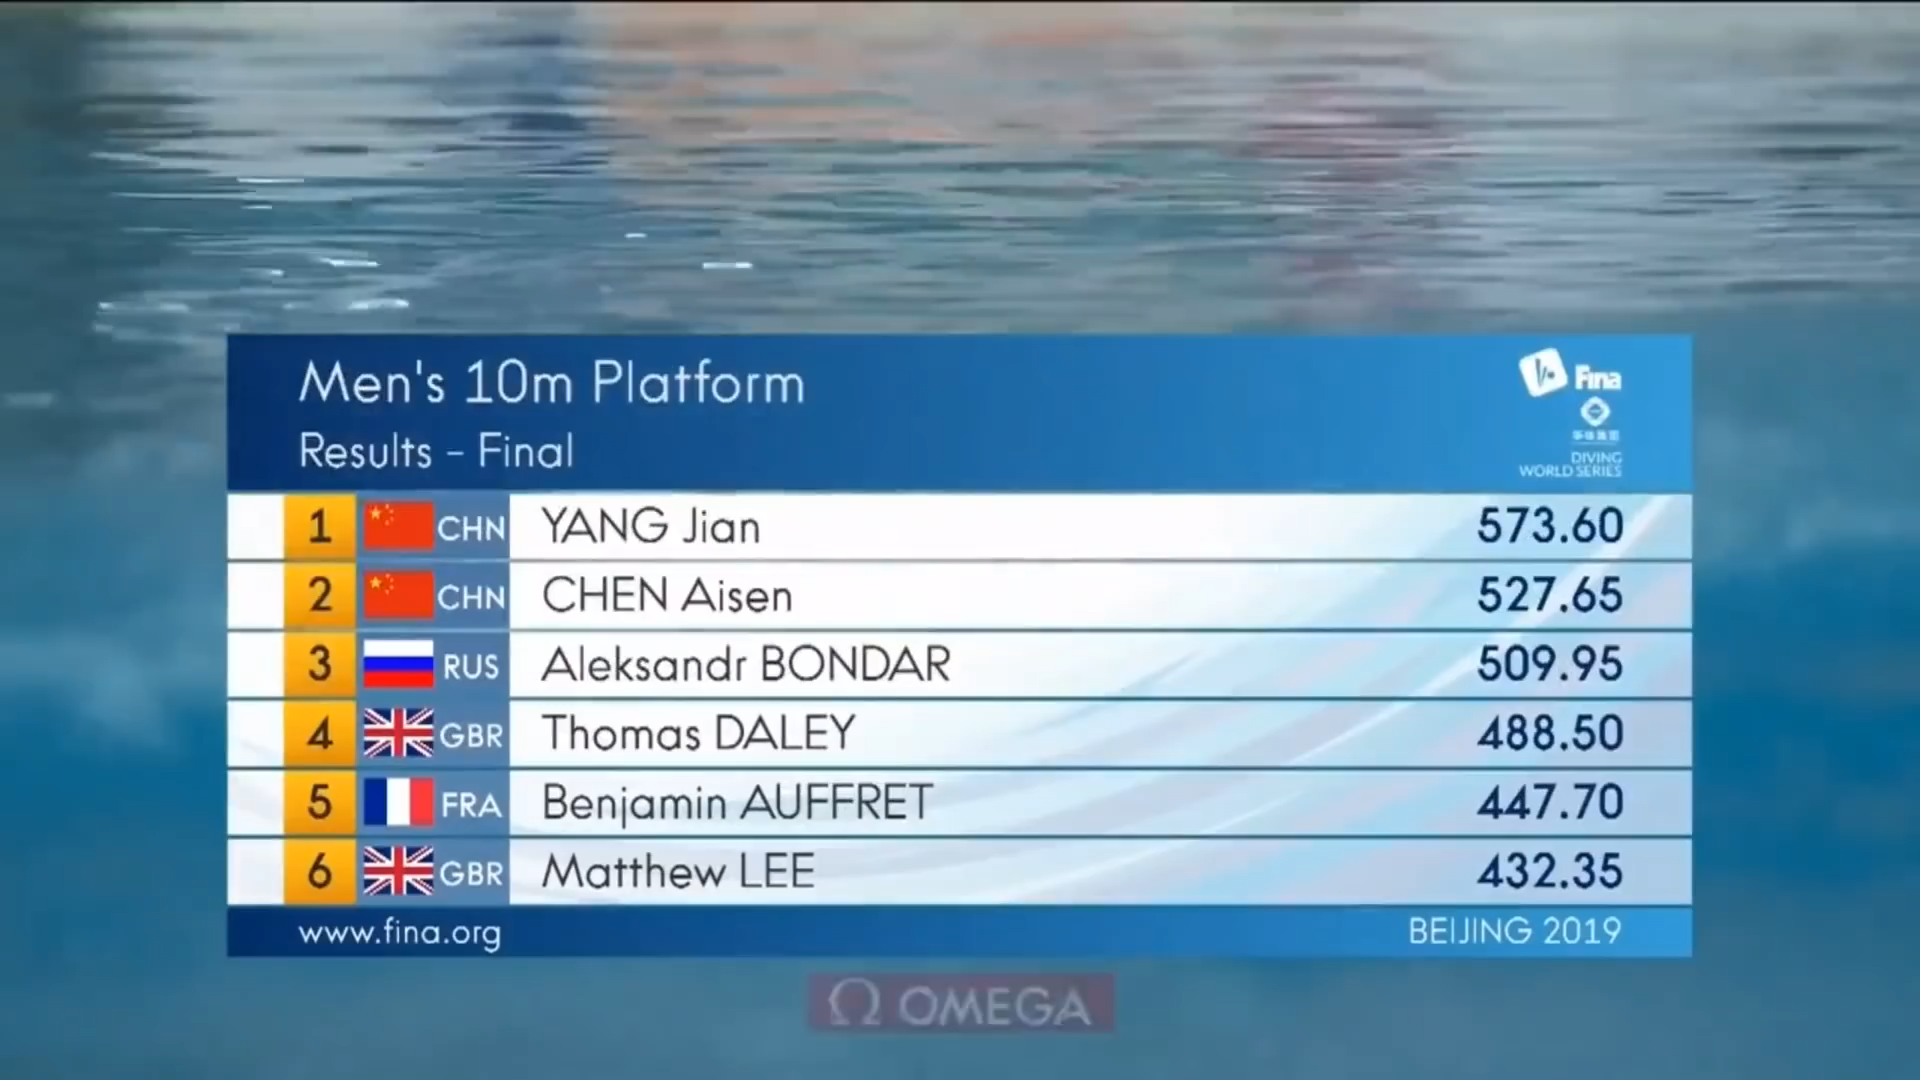 Men's 10m Platform
Results - Final
Fina
DIVING
WORLD SERIES
1 CHN YANG Jian 573.60
2 CHN CHEN Aisen 527.65
3 RUS Aleksandr BONDAR 509.95
4 GBR Thomas DALEY 488.50
5 FRA Benjamin AUFFRET 447.70
6 GBR Matthew LEE 432.35
www.fina.org BEIJING 2019
Ω OMEGA